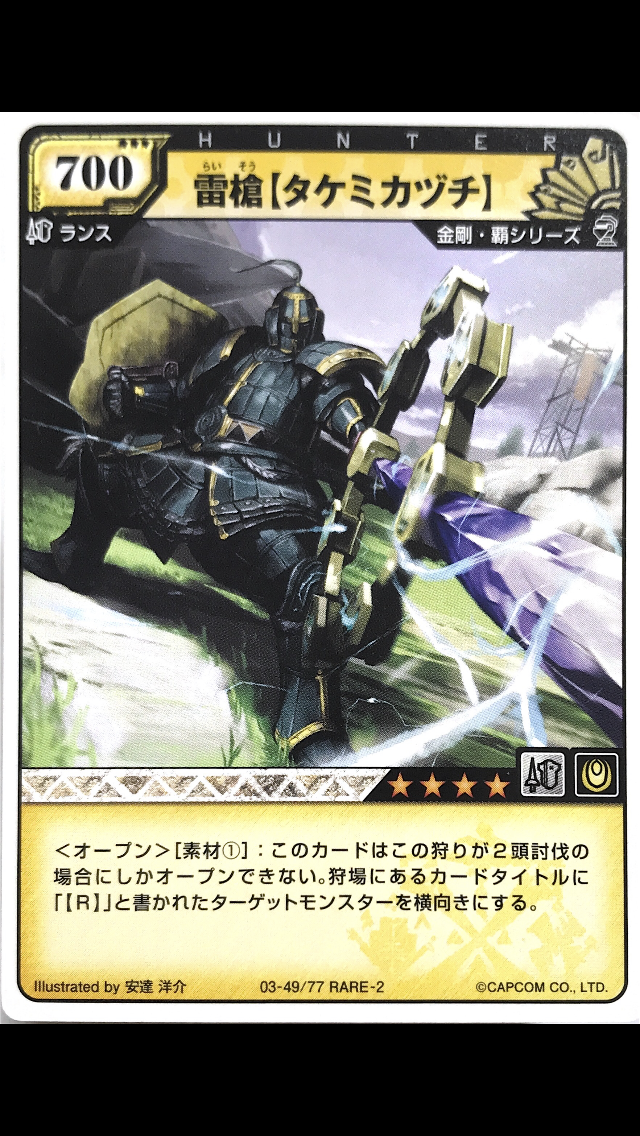 HUNTER
700
らい そう
雷槍【タケミカヅチ】
ランス
金剛・覇シリーズ
<オープン>[素材①]:このカードはこの狩りが2頭討伐の
場合にしかオープンできない。狩場にあるカードタイトルに
「【R】」と書かれたターゲットモンスターを横向きにする。
Illustrated by 安達 洋介
03-49/77 RARE-2
©CAPCOM CO., LTD.